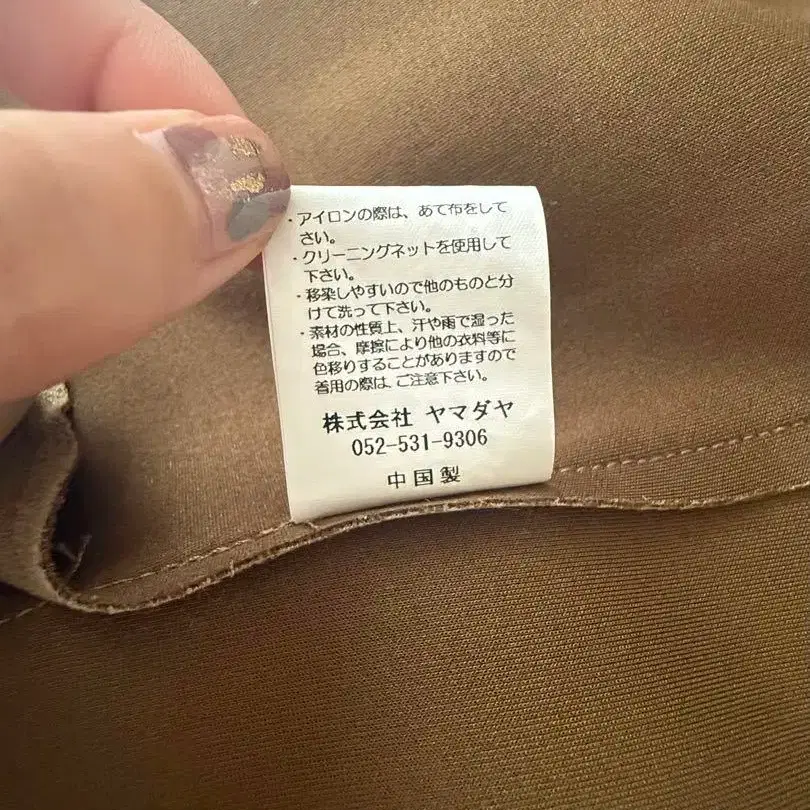 ・アイロンの際は、あて布をして
さい。
・クリーニングネットを使用して
下さい。
・移染しやすいので他のものと分
けて洗って下さい。
・素材の性質上、汗や雨で湿った
場合、摩擦により他の衣料等に
色移りすることがありますので
着用の際は、ご注意下さい。
株式会社 ヤマダヤ
052-531-9306
中国製